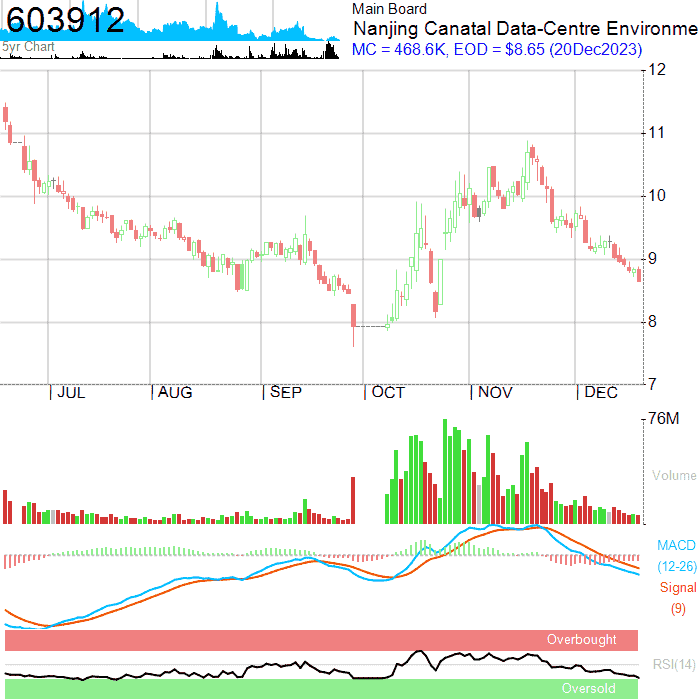 603912
5yr Chart
Main Board
Nanjing Canatal Data-Centre Environme
MC = 468.6K, EOD = $8.65 (20Dec2023)
12
11
10
9
8
7
JUL AUG SEP OCT NOV DEC
76M
Volume
MACD
(12-26)
Signal
(9)
Overbought
RSI(14)
Oversold